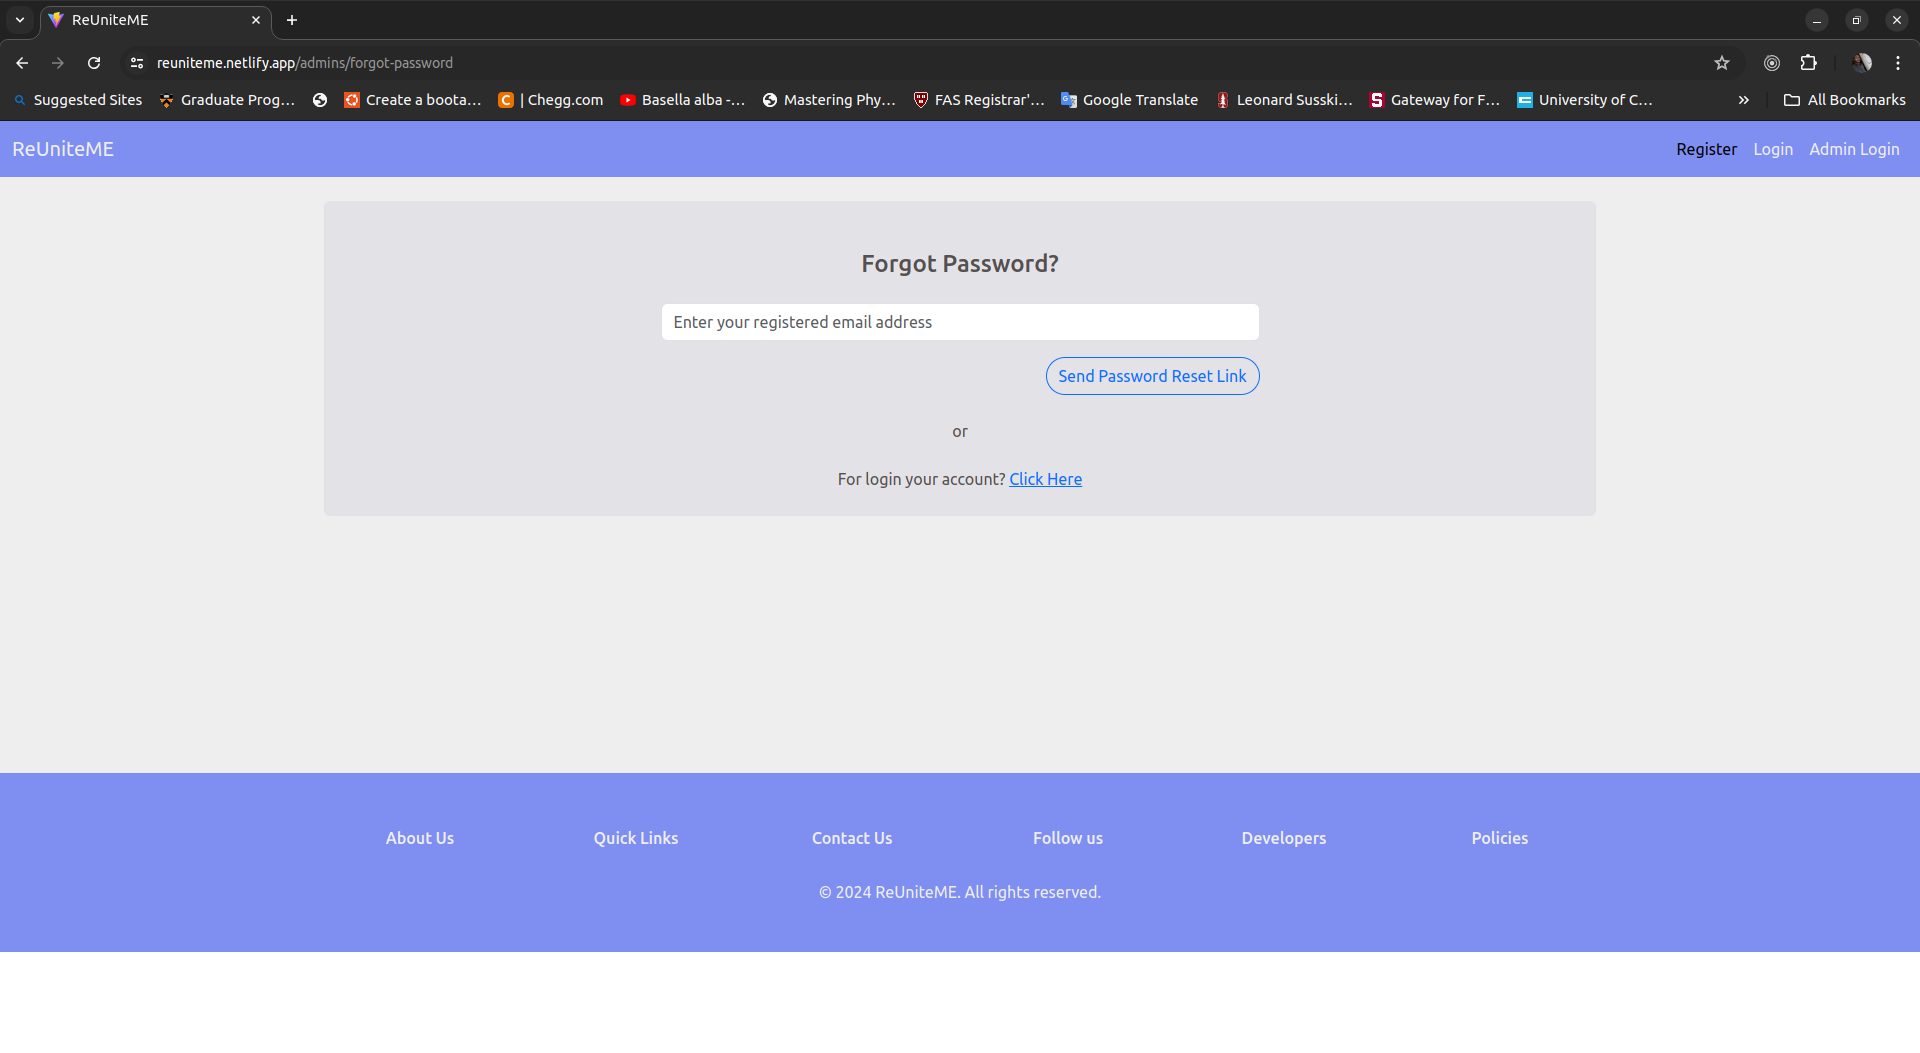 ReUniteME
reuniteme.netlify.app/admins/forgot-password
Suggested Sites Graduate Prog... Create a boota... | Chegg.com Basella alba -... Mastering Phy... FAS Registrar'... Google Translate Leonard Susski... Gateway for F... University of C... All Bookmarks
ReUniteME Register Login Admin Login
Forgot Password?
Enter your registered email address
Send Password Reset Link
or
For login your account? Click Here
About Us Quick Links Contact Us Follow us Developers Policies
© 2024 ReUniteME. All rights reserved.